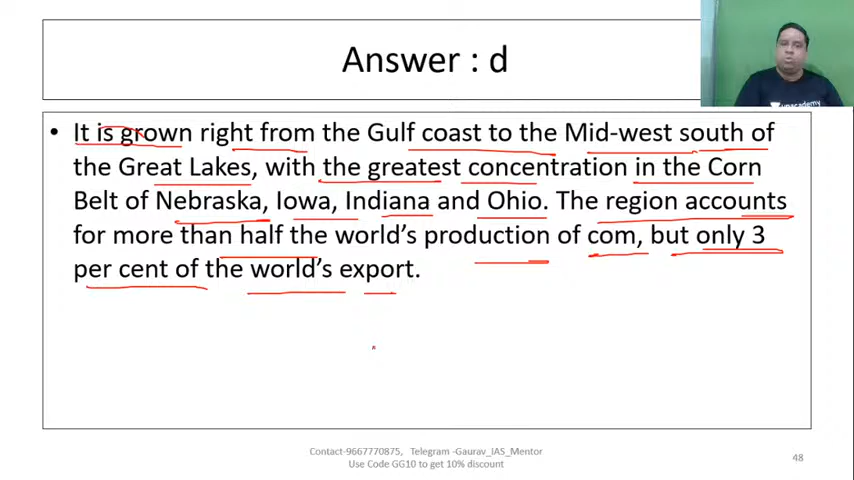 Answer : d
• It is grown right from the Gulf coast to the Mid-west south of
the Great Lakes, with the greatest concentration in the Corn
Belt of Nebraska, Iowa, Indiana and Ohio. The region accounts
for more than half the world's production of com, but only 3
per cent of the world's export.
unacademy
Contact-9667770875, Telegram -Gaurav_IAS_Mentor
Use Code GG10 to get 10% discount
48